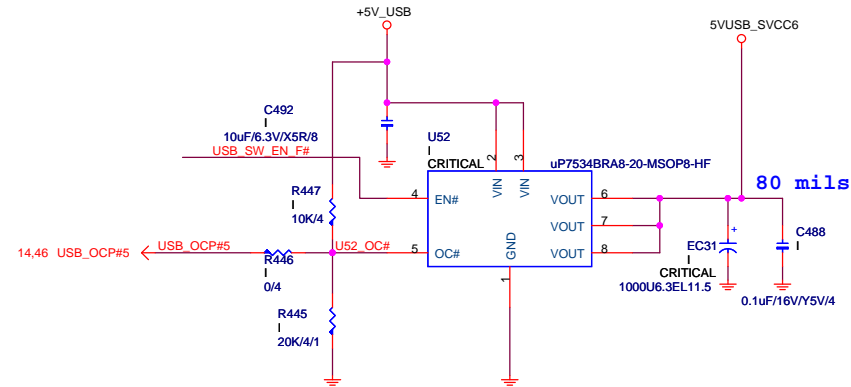 +5V_USB
5VUSB_SVCC6
C492
I
10uF/6.3V/X5R/8
U52
I
CRITICAL
uP7534BRA8-20-MSOP8-HF
USB_SW_EN_F#
2
3
VIN
VIN
80 mils
R447
I
10K/4
4
EN#
VOUT
6
VOUT
7
C488
I
14,46 USB_OCP#5
USB_OCP#5
U52_OC#
5
OC#
GND
VOUT
8
EC31
I
CRITICAL
1000U6.3EL11.5
+
R446
I
0/4
1
0.1uF/16V/Y5V/4
R445
I
20K/4/1